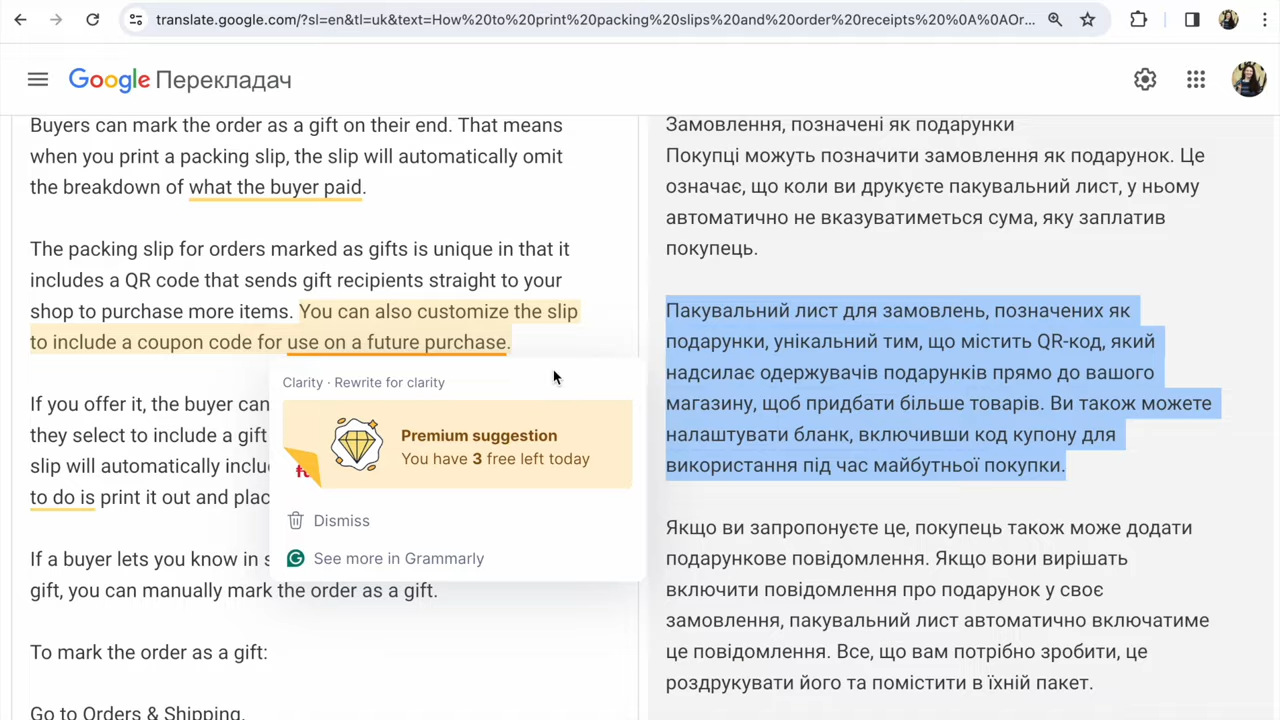 translate.google.com/?sl=en&tl=uk&text=How%20to%20print%20packing%20slips%20and%20order%20receipts%20%0A%0AOr...
Google Перекладач
Buyers can mark the order as a gift on their end. That means
when you print a packing slip, the slip will automatically omit
the breakdown of what the buyer paid.
The packing slip for orders marked as gifts is unique in that it
includes a QR code that sends gift recipients straight to your
shop to purchase more items. You can also customize the slip
to include a coupon code for use on a future purchase.
Clarity · Rewrite for clarity
Premium suggestion
You have 3 free left today
Dismiss
See more in Grammarly
If you offer it, the buyer can
they select to include a gift
slip will automatically inclu
to do is print it out and plac
If a buyer lets you know in s
gift, you can manually mark the order as a gift.
To mark the order as a gift:
Go to Orders & Shipping.
Замовлення, позначені як подарунки
Покупці можуть позначити замовлення як подарунок. Це
означає, що коли ви друкуєте пакувальний лист, у ньому
автоматично не вказуватиметься сума, яку заплатив
покупець.
Пакувальний лист для замовлень, позначених як
подарунки, унікальний тим, що містить QR-код, який
надсилає одержувачів подарунків прямо до вашого
магазину, щоб придбати більше товарів. Ви також можете
налаштувати бланк, включивши код купону для
використання під час майбутньої покупки.
Якщо ви запропонуєте це, покупець також може додати
подарункове повідомлення. Якщо вони вирішать
включити повідомлення про подарунок у своє
замовлення, пакувальний лист автоматично включатиме
це повідомлення. Все, що вам потрібно зробити, це
роздрукувати його та помістити в їхній пакет.